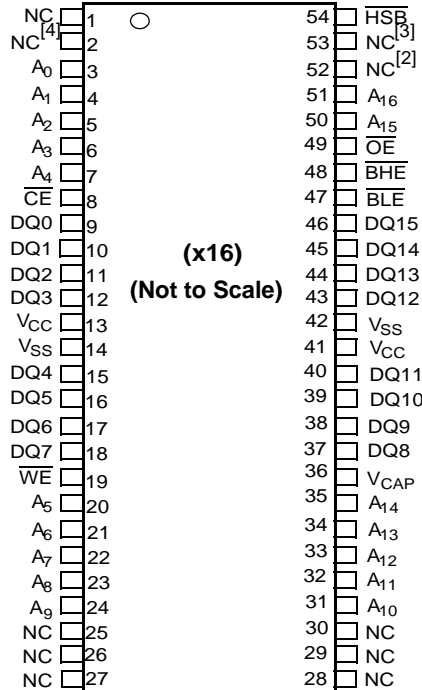 NC 1 54 HSB
NC[4] 2 53 NC[3]
A0 3 52 NC[2]
A1 4 51 A16
A2 5 50 A15
A3 6 49 OE
A4 7 48 BHE
CE 8 47 BLE
DQ0 9 46 DQ15
DQ1 10 45 DQ14
DQ2 11 44 DQ13
DQ3 12 43 DQ12
VCC 13 42 VSS
VSS 14 41 VCC
DQ4 15 40 DQ11
DQ5 16 39 DQ10
DQ6 17 38 DQ9
DQ7 18 37 DQ8
WE 19 36 VCAP
A5 20 35 A14
A6 21 34 A13
A7 22 33 A12
A8 23 32 A11
A9 24 31 A10
NC 25 30 NC
NC 26 29 NC
NC 27 28 NC
(x16)
(Not to Scale)